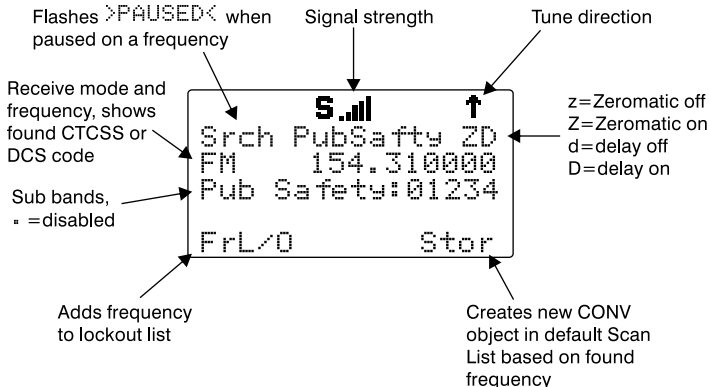 Flashes >PAUSED< when
paused on a frequency
Signal strength
Tune direction
Receive mode and
frequency, shows
found CTCSS or
DCS code
Sub bands,
▪ =disabled
S
↑
Srch PubSafty ZD
FM 154.310000
Pub Safety:01234
FrL/O Stor
z=Zeromatic off
Z=Zeromatic on
d=delay off
D=delay on
Adds frequency
to lockout list
Creates new CONV
object in default Scan
List based on found
frequency